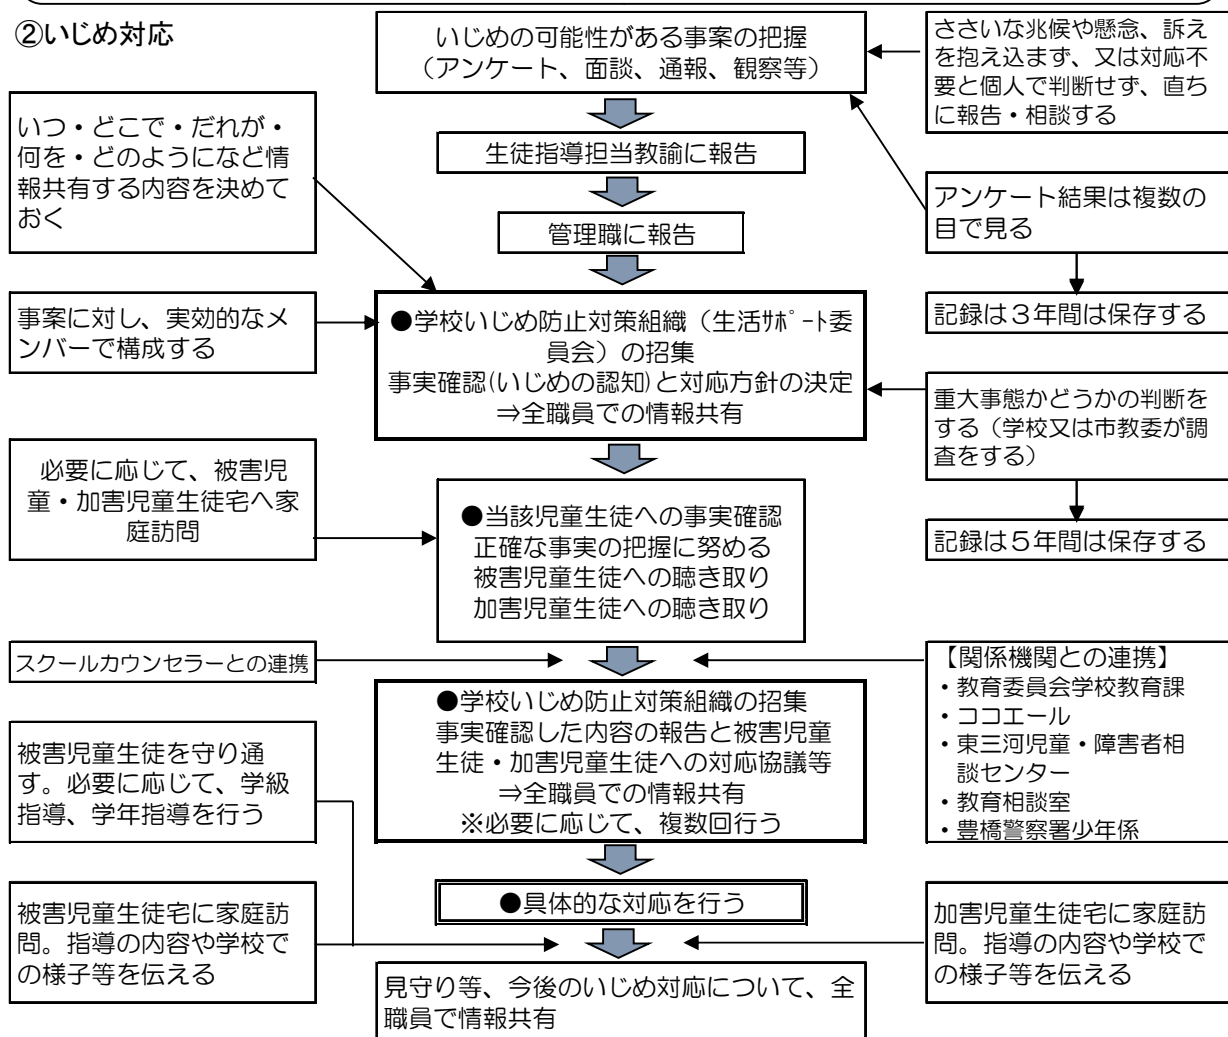 ②いじめ対応
いじめの可能性がある事案の把握
（アンケート、面談、通報、観察等）
ささいな兆候や懸念、訴え
を抱え込まず、又は対応不
要と個人で判断せず、直ち
に報告・相談する
いつ・どこで・だれが・
何を・どのようになど情
報共有する内容を決めて
おく
生徒指導担当教諭に報告
アンケート結果は複数の
目で見る
管理職に報告
記録は３年間は保存する
事案に対し、実効的なメ
ンバーで構成する
●学校いじめ防止対策組織（生活ｻﾎﾟｰﾄ委
員会）の招集
事実確認(いじめの認知)と対応方針の決定
⇒全職員での情報共有
重大事態かどうかの判断を
する（学校又は市教委が調
査をする）
記録は５年間は保存する
必要に応じて、被害児
童・加害児童生徒宅へ家
庭訪問
●当該児童生徒への事実確認
正確な事実の把握に努める
被害児童生徒への聴き取り
加害児童生徒への聴き取り
スクールカウンセラーとの連携
【関係機関との連携】
・教育委員会学校教育課
・ココエール
・東三河児童・障害者相
談センター
・教育相談室
・豊橋警察署少年係
●学校いじめ防止対策組織の招集
事実確認した内容の報告と被害児童
生徒・加害児童生徒への対応協議等
⇒全職員での情報共有
※必要に応じて、複数回行う
被害児童生徒を守り通
す。必要に応じて、学級
指導、学年指導を行う
●具体的な対応を行う
被害児童生徒宅に家庭訪
問。指導の内容や学校で
の様子等を伝える
加害児童生徒宅に家庭訪
問。指導の内容や学校で
の様子等を伝える
見守り等、今後のいじめ対応について、全
職員で情報共有